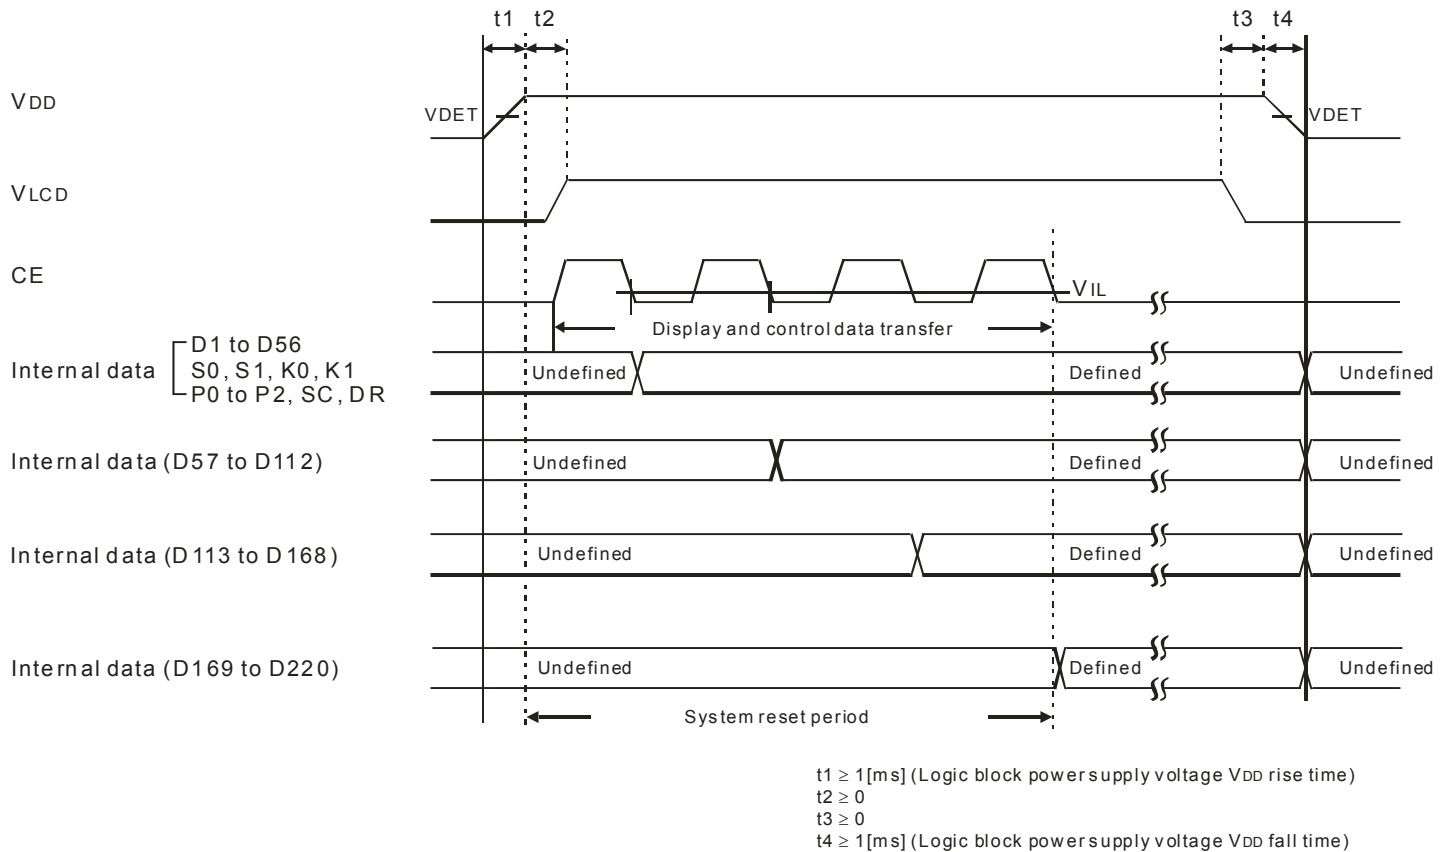 t1 t2 t3 t4
VDD
VDET VDET
VLCD
CE
VIL
Display and control data transfer
Internal data
D1 to D56
S0, S1, K0, K1
P0 to P2, SC, DR
Undefined Defined Undefined
Internal data (D57 to D112) Undefined Defined Undefined
Internal data (D113 to D168) Undefined Defined Undefined
Internal data (D169 to D220) Undefined Defined Undefined
System reset period
t1 ≥ 1[ms] (Logic block power supply voltage VDD rise time)
t2 ≥ 0
t3 ≥ 0
t4 ≥ 1[ms] (Logic block power supply voltage VDD fall time)